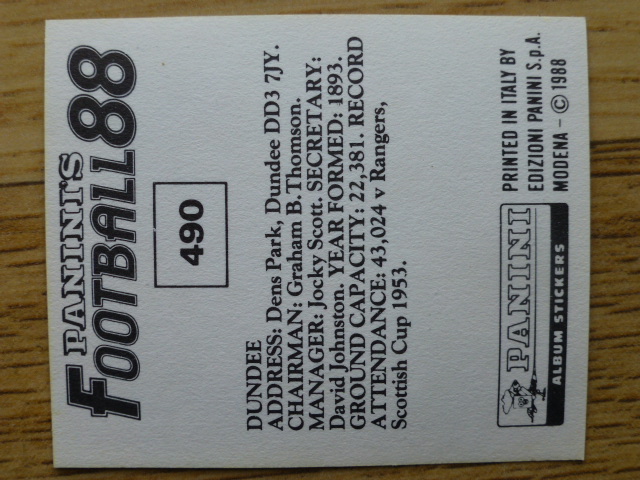 PANINI'S
FOOTBALL 88
490
DUNDEE
ADDRESS: Dens Park, Dundee DD3 7JY.
CHAIRMAN: Graham B. Thomson.
MANAGER: Jocky Scott. SECRETARY:
David Johnston. YEAR FORMED: 1893.
GROUND CAPACITY: 22,381. RECORD
ATTENDANCE: 43,024 v Rangers,
Scottish Cup 1953.
PANINI
ALBUM STICKERS
PRINTED IN ITALY BY
EDIZIONI PANINI S.p.A.
MODENA - © 1988